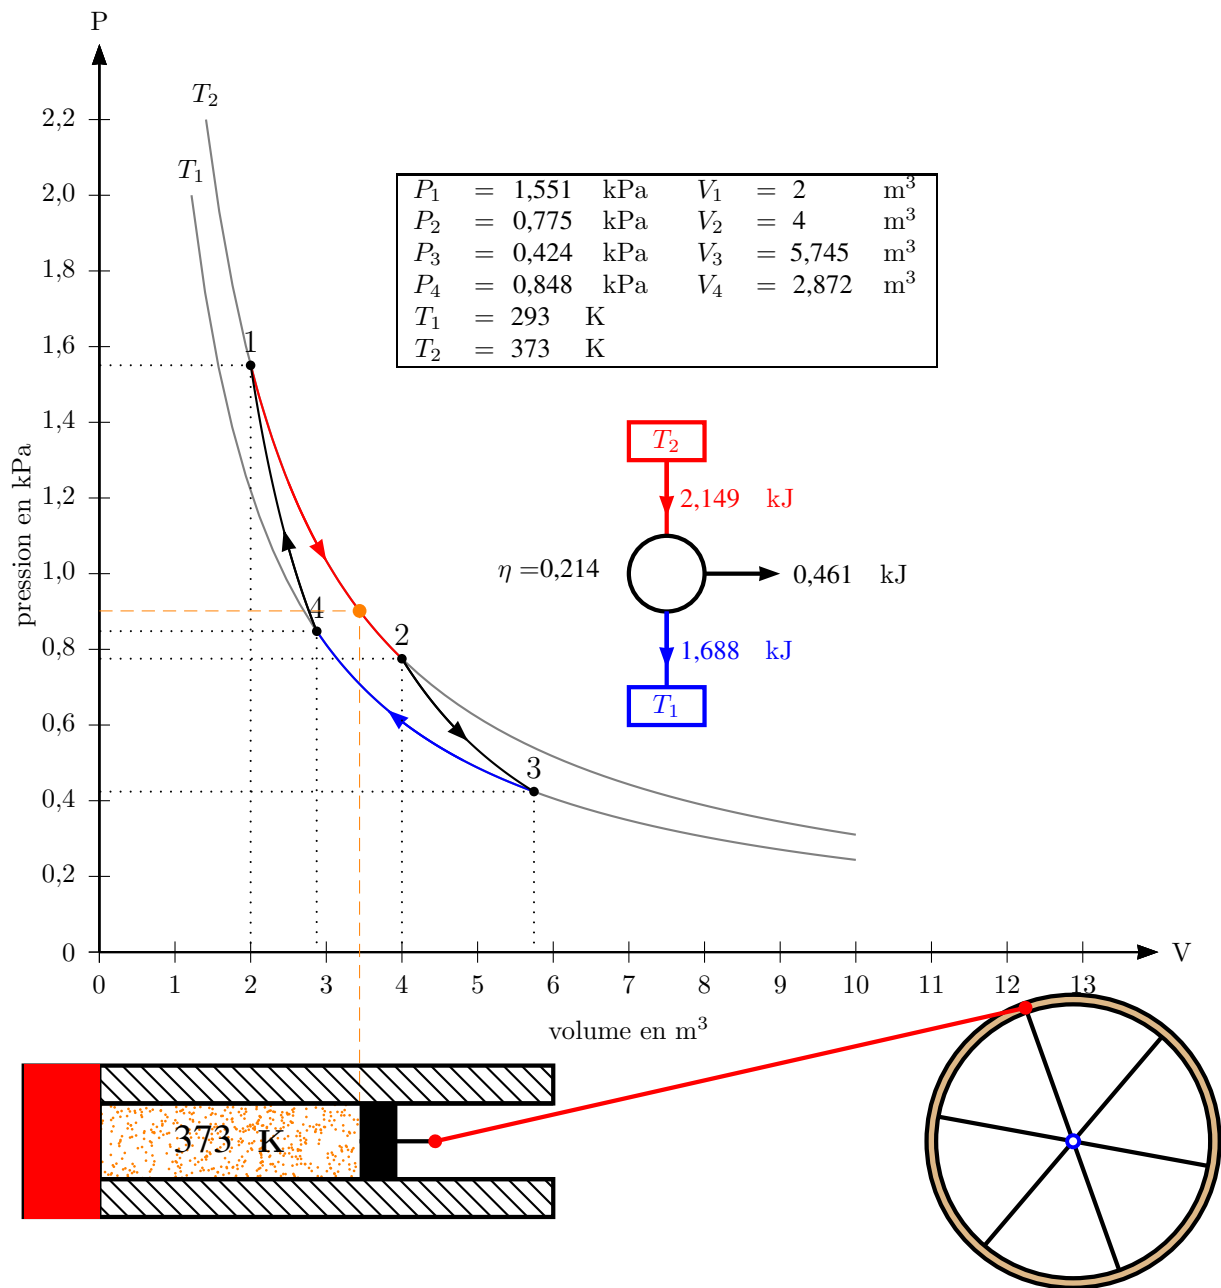 P
T₂
T₁
2,2
2,0
1,8
1,6
1,4
1,2
1,0
0,8
0,6
0,4
0,2
0
pression en kPa
P₁ = 1,551 kPa V₁ = 2 m³
P₂ = 0,775 kPa V₂ = 4 m³
P₃ = 0,424 kPa V₃ = 5,745 m³
P₄ = 0,848 kPa V₄ = 2,872 m³
T₁ = 293 K
T₂ = 373 K
1
4
2
3
T₂
2,149 kJ
η =0,214
0,461 kJ
1,688 kJ
T₁
V
0 1 2 3 4 5 6 7 8 9 10 11 12 13
volume en m³
373 K